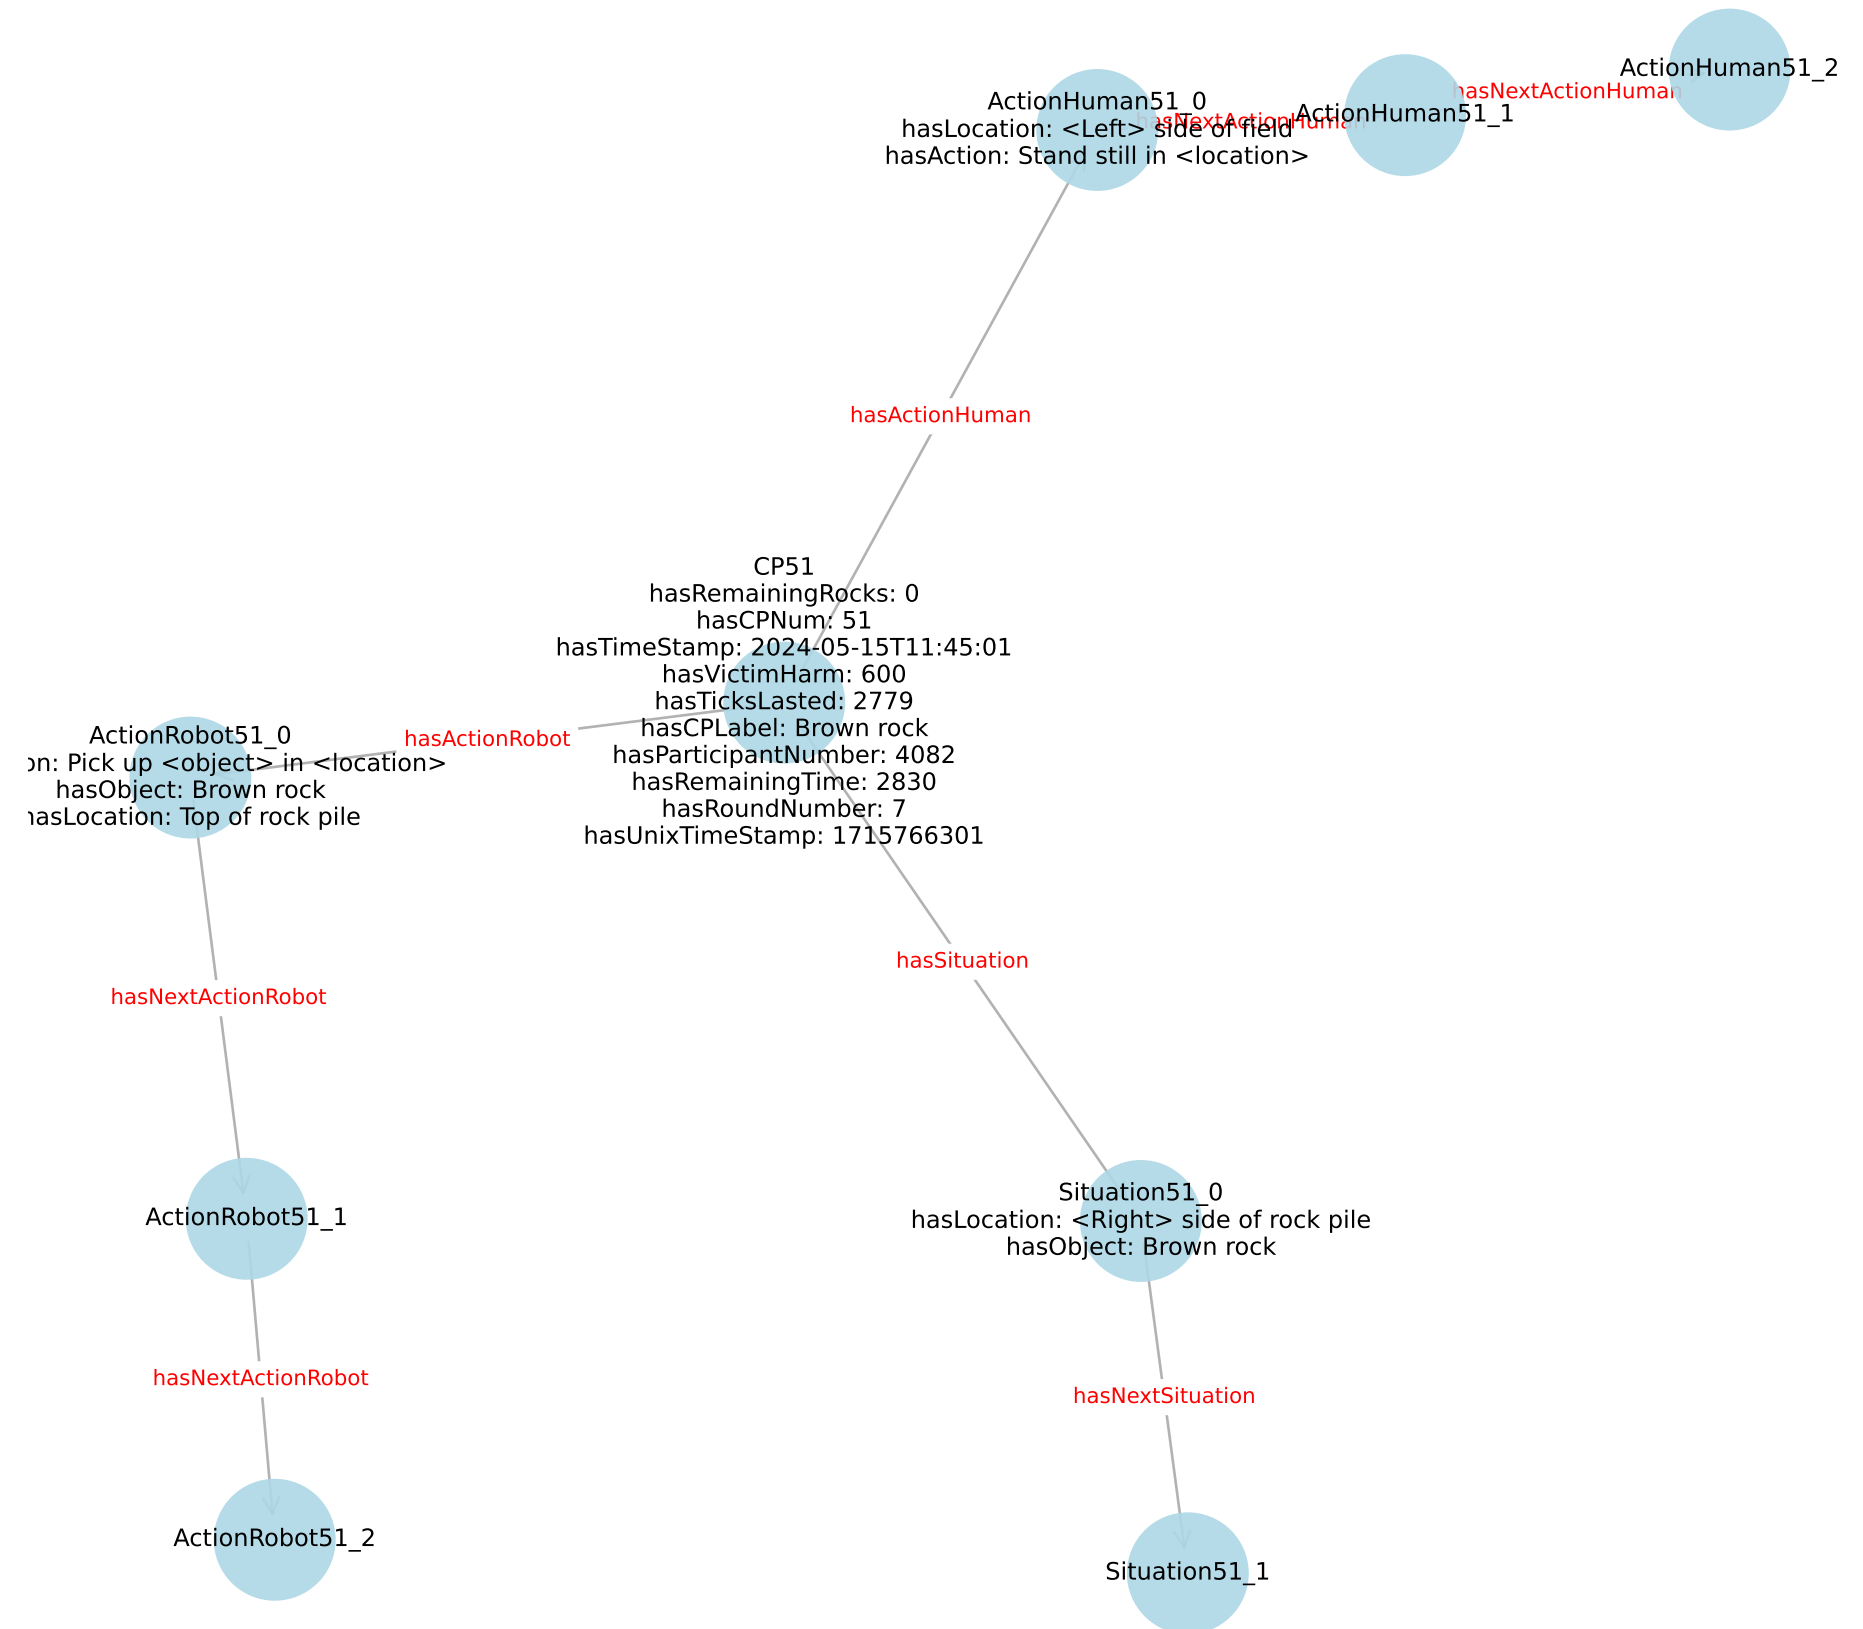 ActionHuman51_2
hasNextActionHuman
ActionHuman51_1
hasNextActionHuman
ActionHuman51_0
hasLocation: <Left> side of field
hasAction: Stand still in <location>
hasActionHuman
CP51
hasRemainingRocks: 0
hasCPNum: 51
hasTimeStamp: 2024-05-15T11:45:01
hasVictimHarm: 600
hasTicksLasted: 2779
hasCPLabel: Brown rock
hasParticipantNumber: 4082
hasRemainingTime: 2830
hasRoundNumber: 7
hasUnixTimeStamp: 1715766301
hasActionRobot
ActionRobot51_0
on: Pick up <object> in <location>
hasObject: Brown rock
hasLocation: Top of rock pile
hasSituation
hasNextActionRobot
ActionRobot51_1
Situation51_0
hasLocation: <Right> side of rock pile
hasObject: Brown rock
hasNextActionRobot
hasNextSituation
ActionRobot51_2
Situation51_1